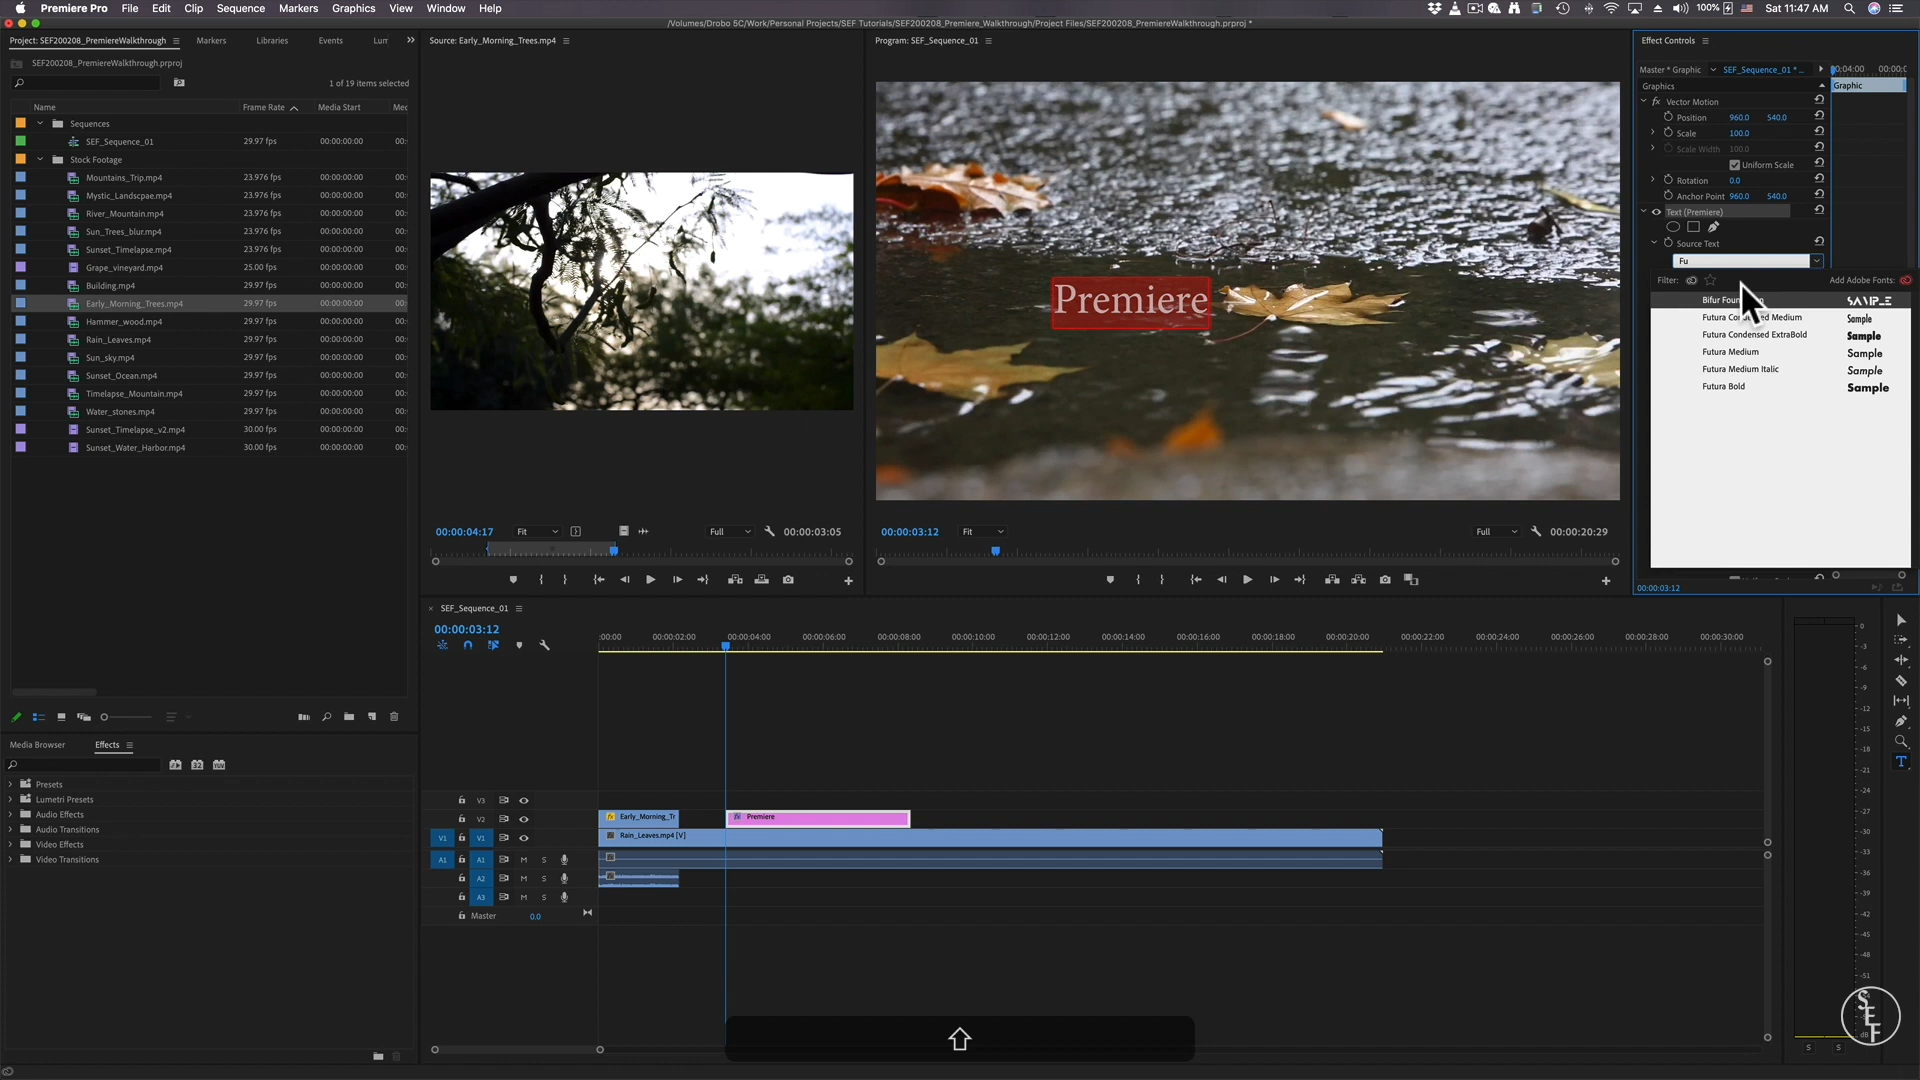 Premiere Pro File Edit Clip Sequence Markers Graphics View Window Help
100% Sat 11:47 AM
/Volumes/Drobo 5C/Work/Personal Projects/SEF Tutorials/SEF200208_Premiere_Walkthrough/Project Files/SEF200208_PremiereWalkthrough.prproj *
Project: SEF200208_PremiereWalkthrough Markers Libraries Events Lun
SEF200208_PremiereWalkthrough.prproj
1 of 19 items selected
Name Frame Rate Media Start Mec
Sequences
SEF_Sequence_01 29.97 fps 00:00:00:00 00:
Stock Footage
Mountains_Trip.mp4 23.976 fps 00:00:00:00 00:
Mystic_Landscpae.mp4 23.976 fps 00:00:00:00 00:
River_Mountain.mp4 23.976 fps 00:00:00:00 00:
Sun_Trees_blur.mp4 23.976 fps 00:00:00:00 00:
Sunset_Timelapse.mp4 23.976 fps 00:00:00:00 00:
Grape_vineyard.mp4 25.00 fps 00:00:00:00 00:
Building.mp4 29.97 fps 00:00:00:00 00:
Early_Morning_Trees.mp4 29.97 fps 00:00:00:00 00:
Hammer_wood.mp4 29.97 fps 00:00:00:00 00:
Rain_Leaves.mp4 29.97 fps 00:00:00:00 00:
Sun_sky.mp4 29.97 fps 00:00:00:00 00:
Sunset_Ocean.mp4 29.97 fps 00:00:00:00 00:
Timelapse_Mountain.mp4 29.97 fps 00:00:00:00 00:
Water_stones.mp4 29.97 fps 00:00:00:00 00:
Sunset_Timelapse_v2.mp4 30.00 fps 00:00:00:00 00:
Sunset_Water_Harbor.mp4 30.00 fps 00:00:00:00 00:
Source: Early_Morning_Trees.mp4
00:00:04:17 Fit Full 00:00:03:05
Program: SEF_Sequence_01
Premiere
00:00:03:12 Fit Full 00:00:20:29
Effect Controls
Master * Graphic SEF_Sequence_01 * ...
00:04:00
Graphics
Graphic
Vector Motion
Position 960.0 540.0
Scale 100.0
Scale Width 100.0
Uniform Scale
Rotation 0.0
Anchor Point 960.0 540.0
Text (Premiere)
Source Text
Fu
Filter: Add Adobe Fonts:
Bifur SAMPLE
Futura Condensed Medium Sample
Futura Condensed ExtraBold Sample
Futura Medium Sample
Futura Medium Italic Sample
Futura Bold Sample
00:00:03:12
Media Browser Effects
Presets
Lumetri Presets
Audio Effects
Audio Transitions
Video Effects
Video Transitions
SEF_Sequence_01
00:00:03:12
:00:00 00:00:02:00 00:00:04:00 00:00:06:00 00:00:08:00 00:00:10:00 00:00:12:00 00:00:14:00 00:00:16:00 00:00:18:00 00:00:20:00 00:00:22:00 00:00:24:00 00:00:26:00 00:00:28:00 00:00:30:00
V3
V2 Early_Morning_Tr Premiere
V1 V1 Rain_Leaves.mp4 [V]
A1 A1 M S
A2 M S
A3 M S
Master 0.0
0
-3
-6
-9
-12
-15
-18
-21
-24
-27
-30
-33
-36
-39
-42
-45
-48
-51
dB
S S
SEF